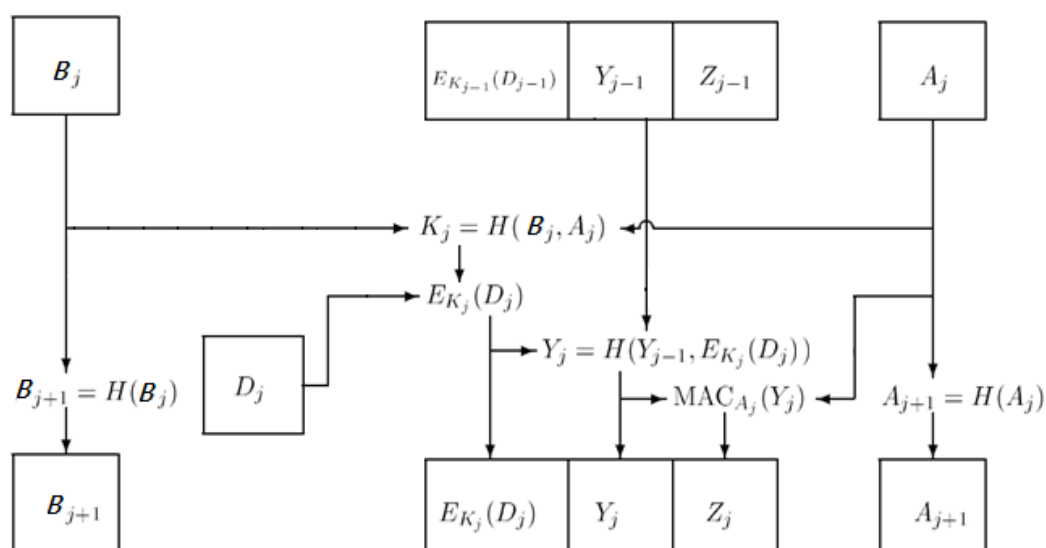 B_j E_{K_{j-1}}(D_{j-1}) Y_{j-1} Z_{j-1} A_j
K_j = H(B_j, A_j)
E_{K_j}(D_j)
Y_j = H(Y_{j-1}, E_{K_j}(D_j))
B_{j+1} = H(B_j) D_j MAC_{A_j}(Y_j) A_{j+1} = H(A_j)
B_{j+1} E_{K_j}(D_j) Y_j Z_j A_{j+1}